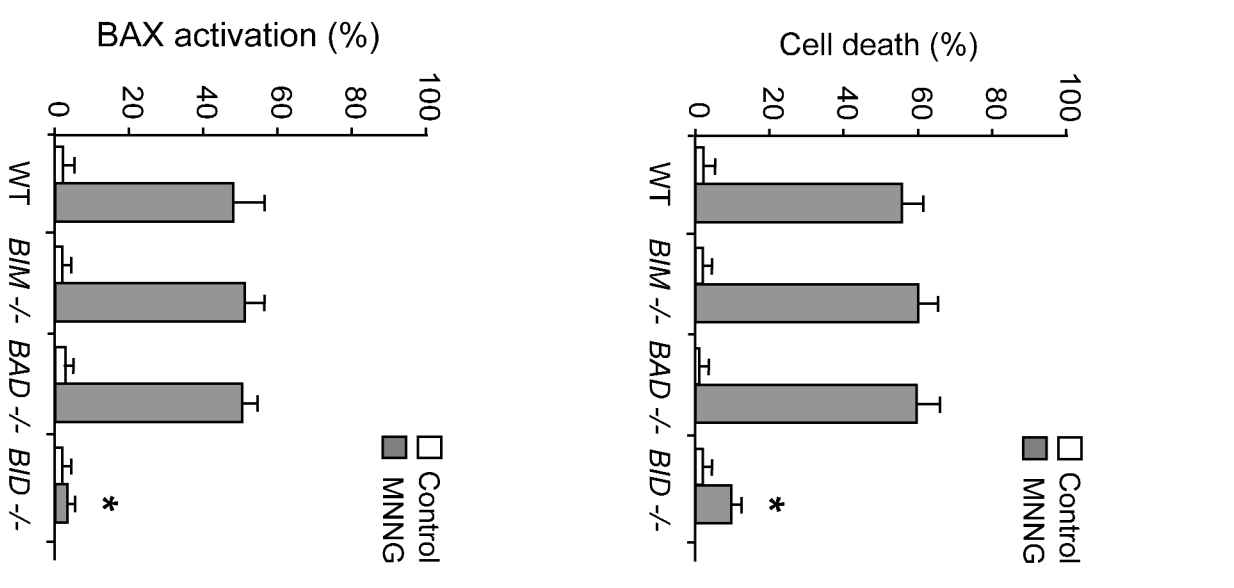 BAX activation (%)
100
80
60
40
20
0
WT
BIM -/-
BAD -/-
BID -/-
*
Control
MNNG
Cell death (%)
100
80
60
40
20
0
WT
BIM -/-
BAD -/-
BID -/-
*
Control
MNNG